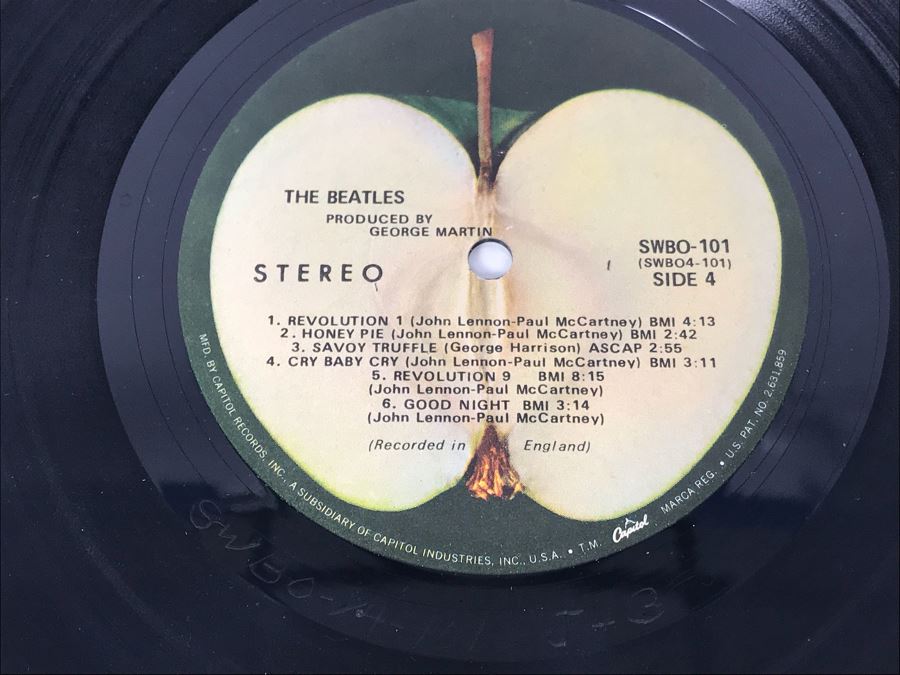 THE BEATLES
PRODUCED BY
GEORGE MARTIN
STEREO
SWBO-101
(SWBO4-101)
SIDE 4
1. REVOLUTION 1 (John Lennon-Paul McCartney) BMI 4:13
2. HONEY PIE (John Lennon-Paul McCartney) BMI 2:42
3. SAVOY TRUFFLE (George Harrison) ASCAP 2:55
4. CRY BABY CRY (John Lennon-Paul McCartney) BMI 3:11
5. REVOLUTION 9 BMI 8:15
(John Lennon-Paul McCartney)
6. GOOD NIGHT BMI 3:14
(John Lennon-Paul McCartney)
(Recorded in England)
MFD. BY CAPITOL RECORDS, INC., A SUBSIDIARY OF CAPITOL INDUSTRIES, INC., U.S.A. • T.M. Capitol MARCA REG. • U.S. PAT. NO. 2,631,859